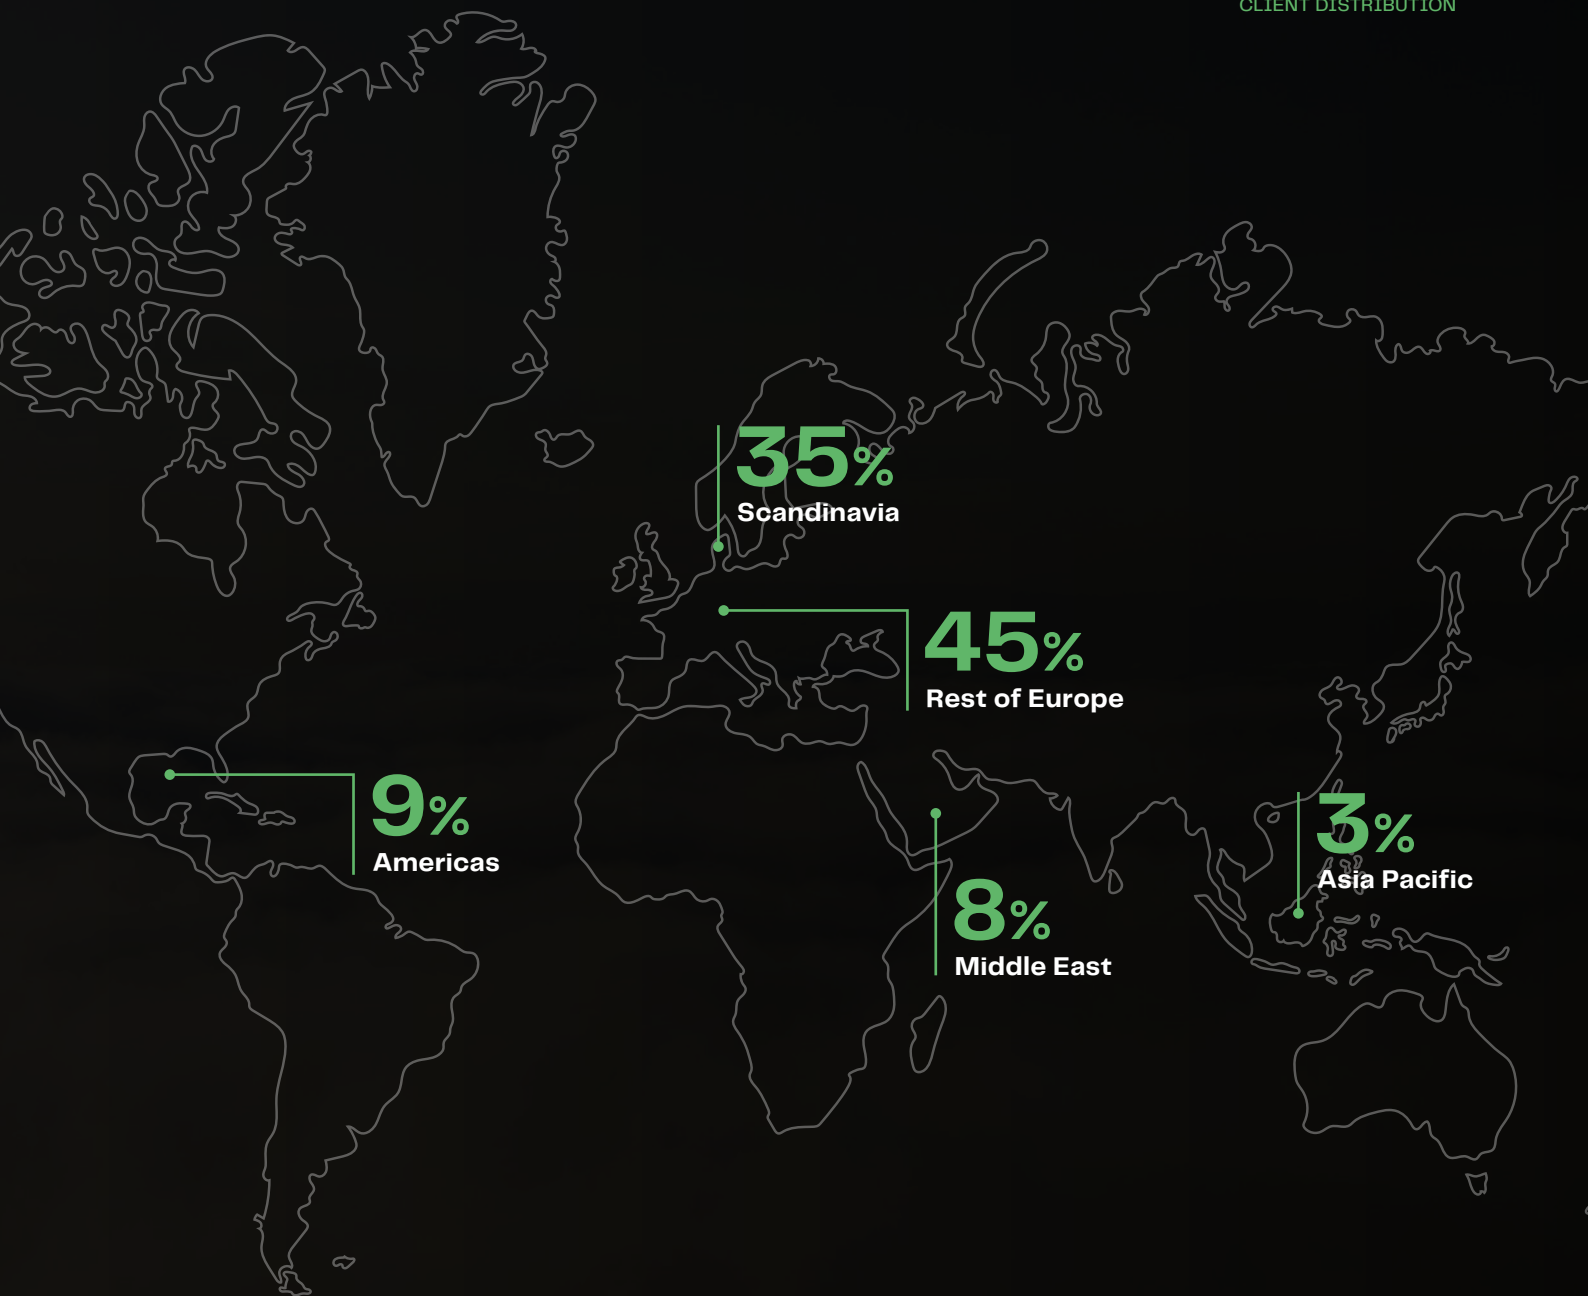 CLIENT DISTRIBUTION
35%
Scandinavia
45%
Rest of Europe
9%
Americas
3%
Asia Pacific
8%
Middle East